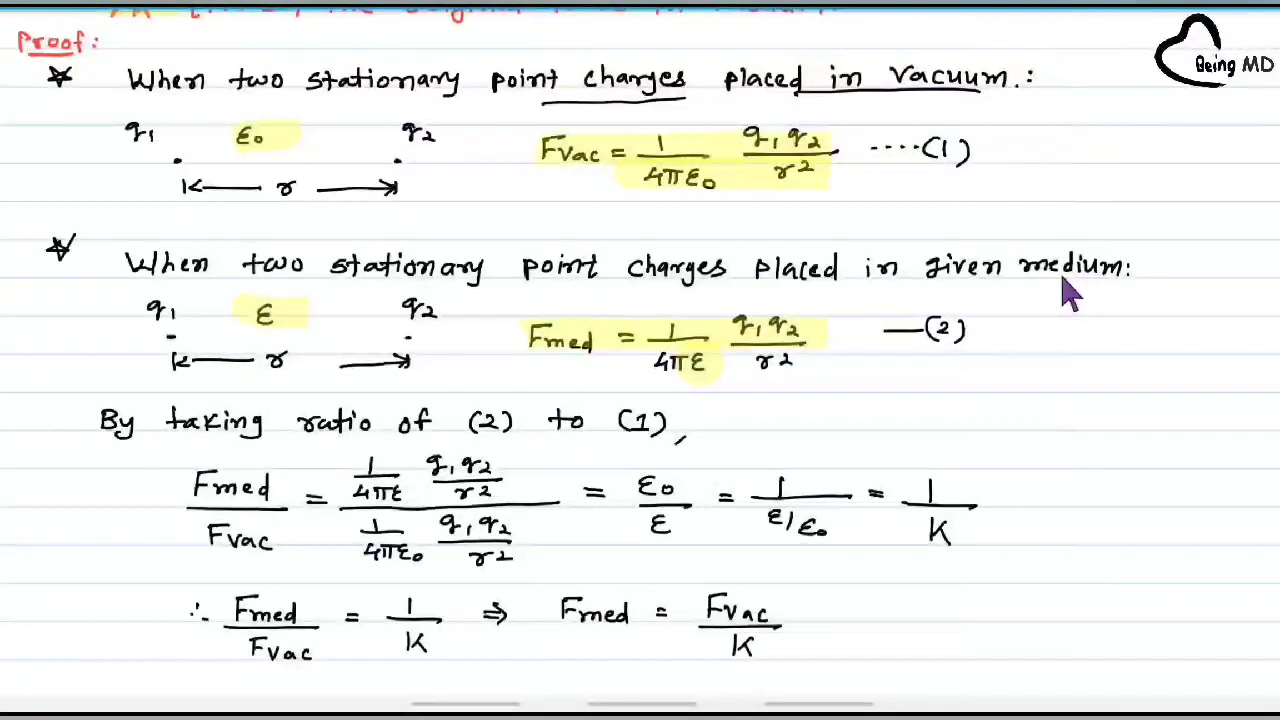 Proof:
Being MD
☆ When two stationary point charges placed in vacuum.:
q1 ε0 q2
r
Fvac = 1/4πε0 q1q2/r2 ....(1)
☆ When two stationary point charges placed in given medium:
q1 ε q2
r
Fmed = 1/4πε q1q2/r2 —(2)
By taking ratio of (2) to (1),
Fmed/Fvac = (1/4πε q1q2/r2)/(1/4πε0 q1q2/r2) = ε0/ε = 1/(ε/ε0) = 1/K
∴ Fmed/Fvac = 1/K ⇒ Fmed = Fvac/K